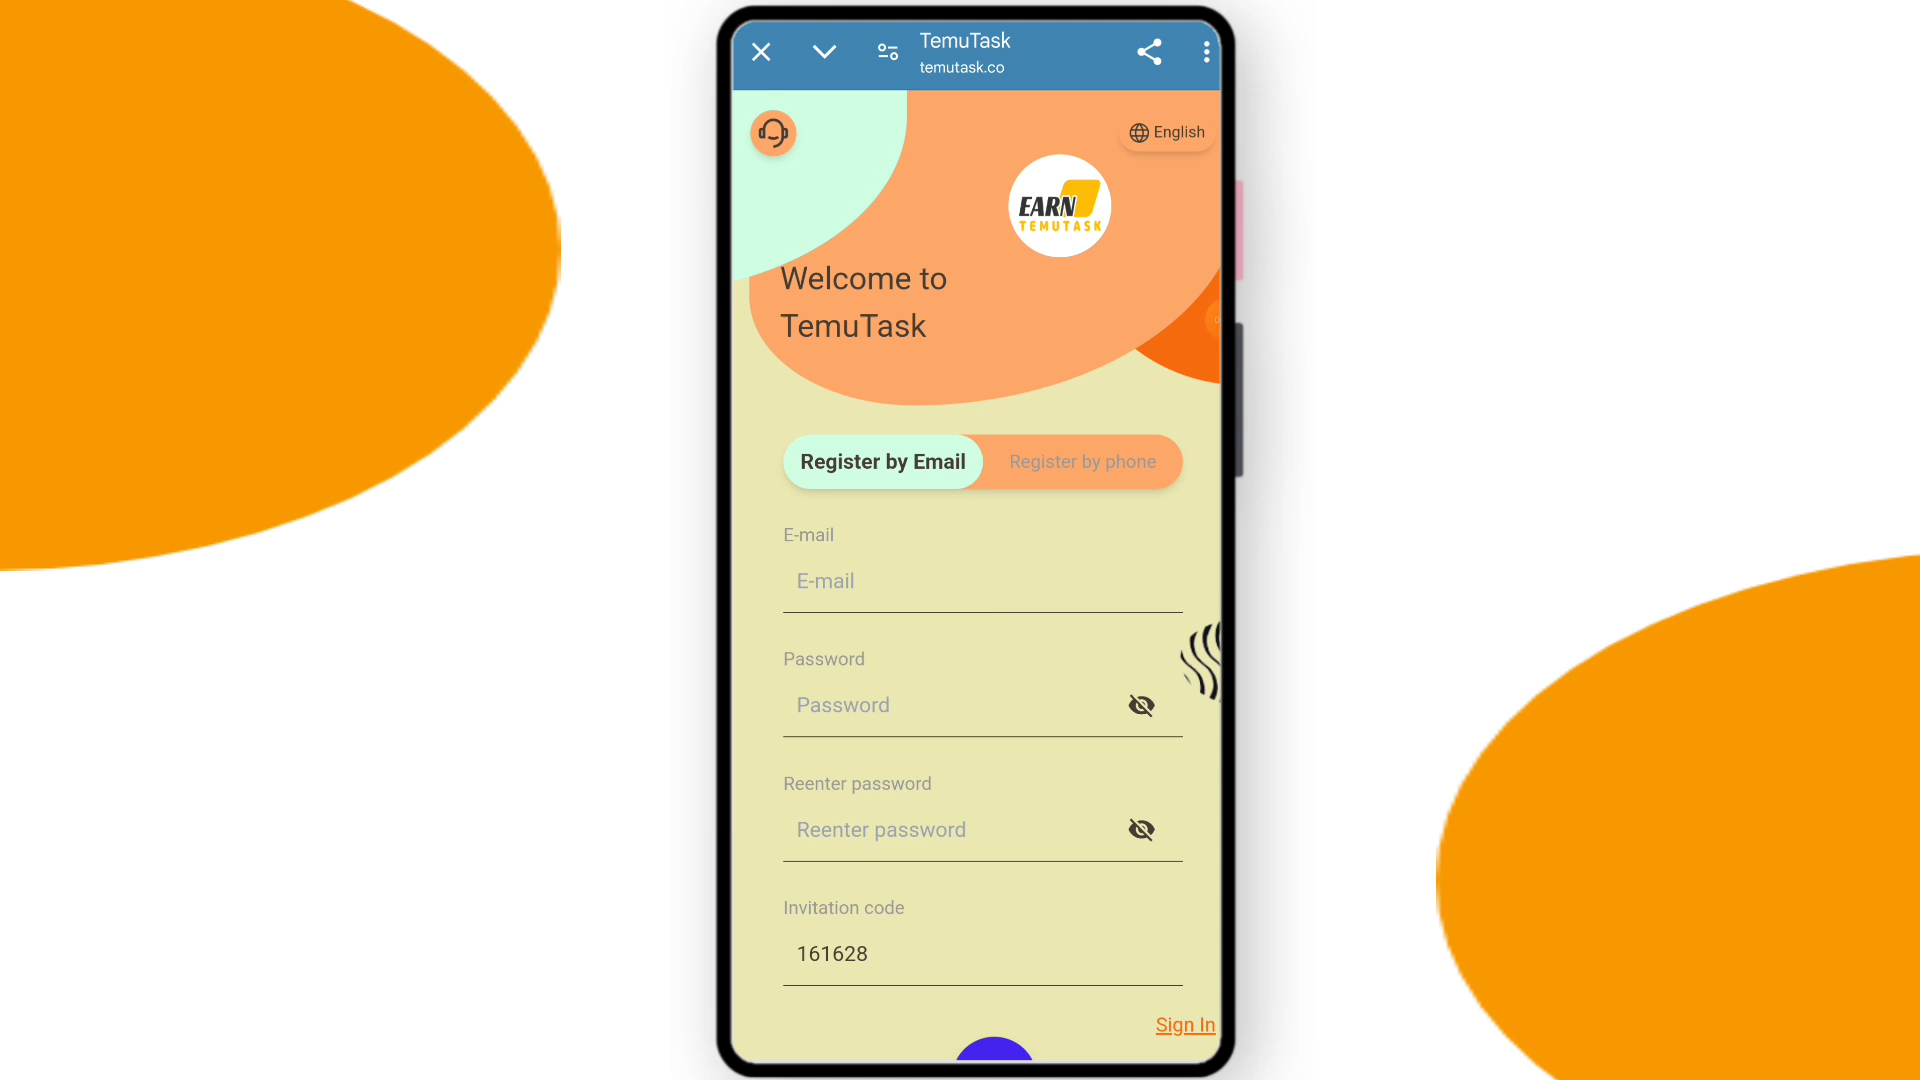 TemuTask
temutask.co
English
EARN
TEMUTASK
Welcome to
TemuTask
Register by Email
Register by phone
E-mail
E-mail
Password
Password
Reenter password
Reenter password
Invitation code
161628
Sign In